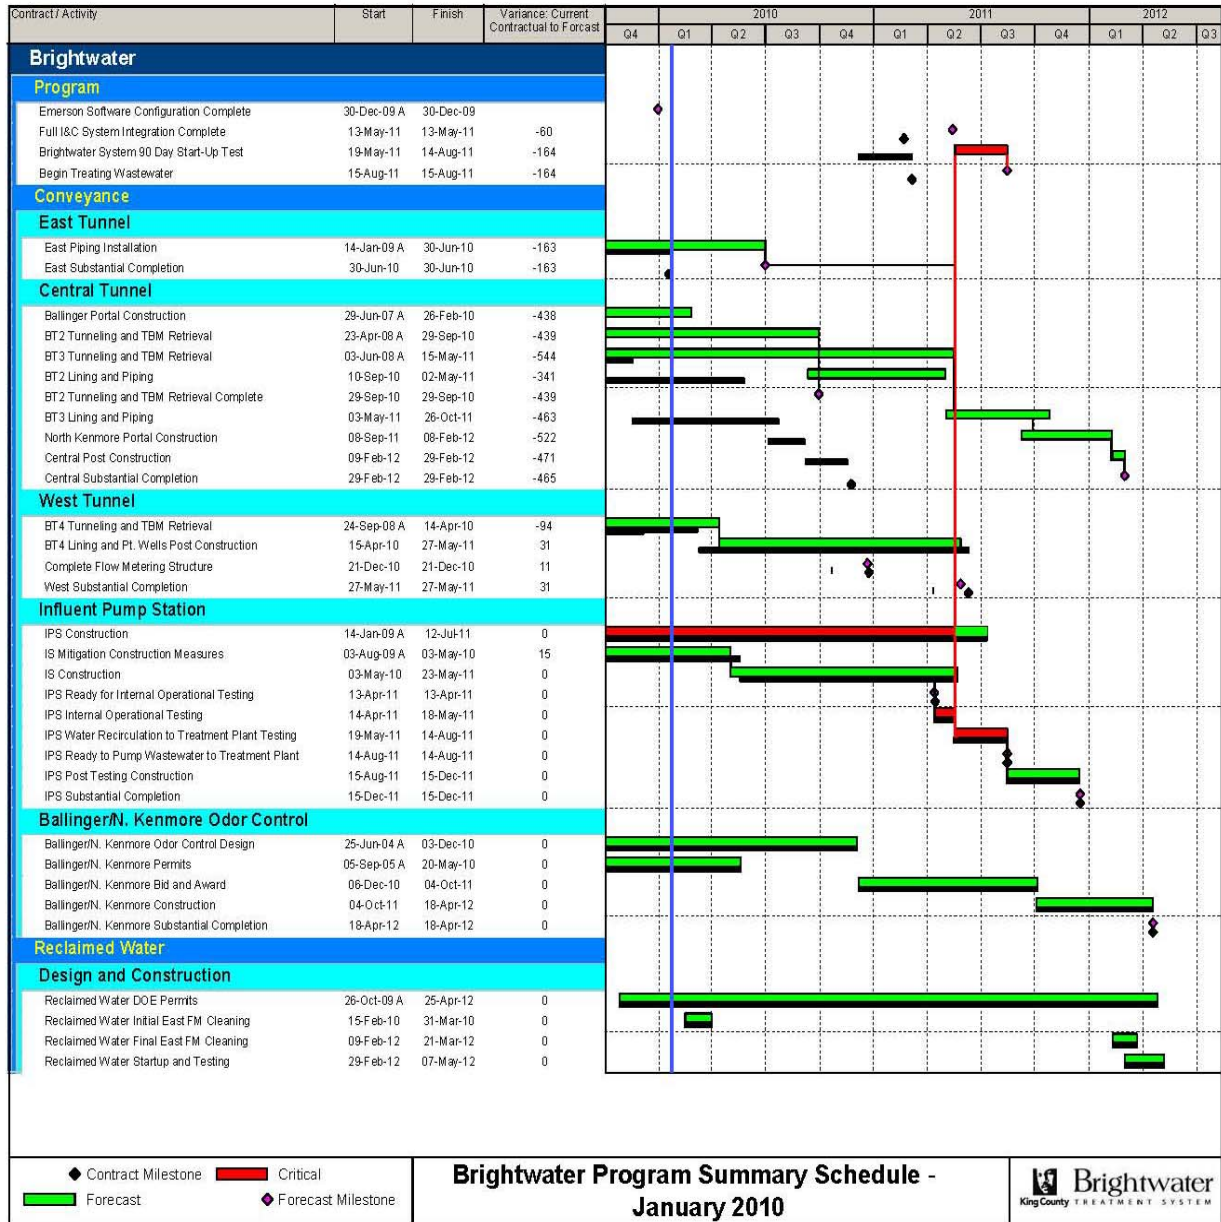 Contract / Activity Start Finish Variance: Current Contractual to Forcast
2010 2011 2012
Q4 Q1 Q2 Q3 Q4 Q1 Q2 Q3 Q4 Q1 Q2 Q3
Brightwater
Program
Emerson Software Configuration Complete 30-Dec-09 A 30-Dec-09
Full I&C System Integration Complete 13-May-11 13-May-11 -60
Brightwater System 90 Day Start-Up Test 19-May-11 14-Aug-11 -164
Begin Treating Wastewater 15-Aug-11 15-Aug-11 -164
Conveyance
East Tunnel
East Piping Installation 14-Jan-09 A 30-Jun-10 -163
East Substantial Completion 30-Jun-10 30-Jun-10 -163
Central Tunnel
Ballinger Portal Construction 29-Jun-07 A 26-Feb-10 -438
BT2 Tunneling and TBM Retrieval 23-Apr-08 A 29-Sep-10 -439
BT3 Tunneling and TBM Retrieval 03-Jun-08 A 15-May-11 -544
BT2 Lining and Piping 10-Sep-10 02-May-11 -341
BT2 Tunneling and TBM Retrieval Complete 29-Sep-10 29-Sep-10 -439
BT3 Lining and Piping 03-May-11 26-Oct-11 -463
North Kenmore Portal Construction 08-Sep-11 08-Feb-12 -522
Central Post Construction 09-Feb-12 29-Feb-12 -471
Central Substantial Completion 29-Feb-12 29-Feb-12 -465
West Tunnel
BT4 Tunneling and TBM Retrieval 24-Sep-08 A 14-Apr-10 -94
BT4 Lining and Pt. Wells Post Construction 15-Apr-10 27-May-11 31
Complete Flow Metering Structure 21-Dec-10 21-Dec-10 11
West Substantial Completion 27-May-11 27-May-11 31
Influent Pump Station
IPS Construction 14-Jan-09 A 12-Jul-11 0
IS Mitigation Construction Measures 03-Aug-09 A 03-May-10 15
IS Construction 03-May-10 23-May-11 0
IPS Ready for Internal Operational Testing 13-Apr-11 13-Apr-11 0
IPS Internal Operational Testing 14-Apr-11 18-May-11 0
IPS Water Recirculation to Treatment Plant Testing 19-May-11 14-Aug-11 0
IPS Ready to Pump Wastewater to Treatment Plant 14-Aug-11 14-Aug-11 0
IPS Post Testing Construction 15-Aug-11 15-Dec-11 0
IPS Substantial Completion 15-Dec-11 15-Dec-11 0
Ballinger/N. Kenmore Odor Control
Ballinger/N. Kenmore Odor Control Design 25-Jun-04 A 03-Dec-10 0
Ballinger/N. Kenmore Permits 05-Sep-05 A 20-May-10 0
Ballinger/N. Kenmore Bid and Award 06-Dec-10 04-Oct-11 0
Ballinger/N. Kenmore Construction 04-Oct-11 18-Apr-12 0
Ballinger/N. Kenmore Substantial Completion 18-Apr-12 18-Apr-12 0
Reclaimed Water
Design and Construction
Reclaimed Water DOE Permits 26-Oct-09 A 25-Apr-12 0
Reclaimed Water Initial East FM Cleaning 15-Feb-10 31-Mar-10 0
Reclaimed Water Final East FM Cleaning 09-Feb-12 21-Mar-12 0
Reclaimed Water Startup and Testing 29-Feb-12 07-May-12 0
Contract Milestone Critical
Forecast Forecast Milestone
Brightwater Program Summary Schedule -
January 2010
King County
Brightwater
TREATMENT SYSTEM